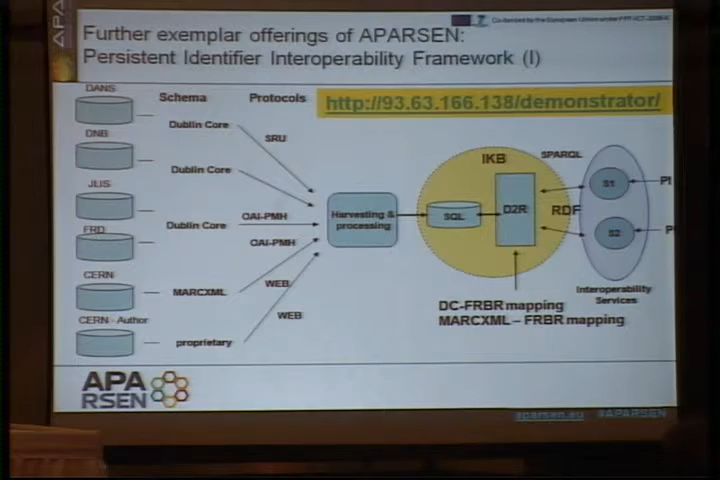 Further exemplar offerings of APARSEN:
Persistent Identifier Interoperability Framework (I)
DANS
Schema
Protocols
http://93.63.166.138/demonstrator/
Dublin Core
SRU
DNB
Dublin Core
IKB
SPARQL
S1
PI
JLIS
OAI-PMH
Harvesting &
processing
SQL
D2R
RDF
FRD
Dublin Core
OAI-PMH
S2
CERN
MARCXML
WEB
Interoperability
Services
DC-FRBR mapping
MARCXML – FRBR mapping
CERN - Author
WEB
proprietary
APA
RSEN
aparsen.eu #APARSEN